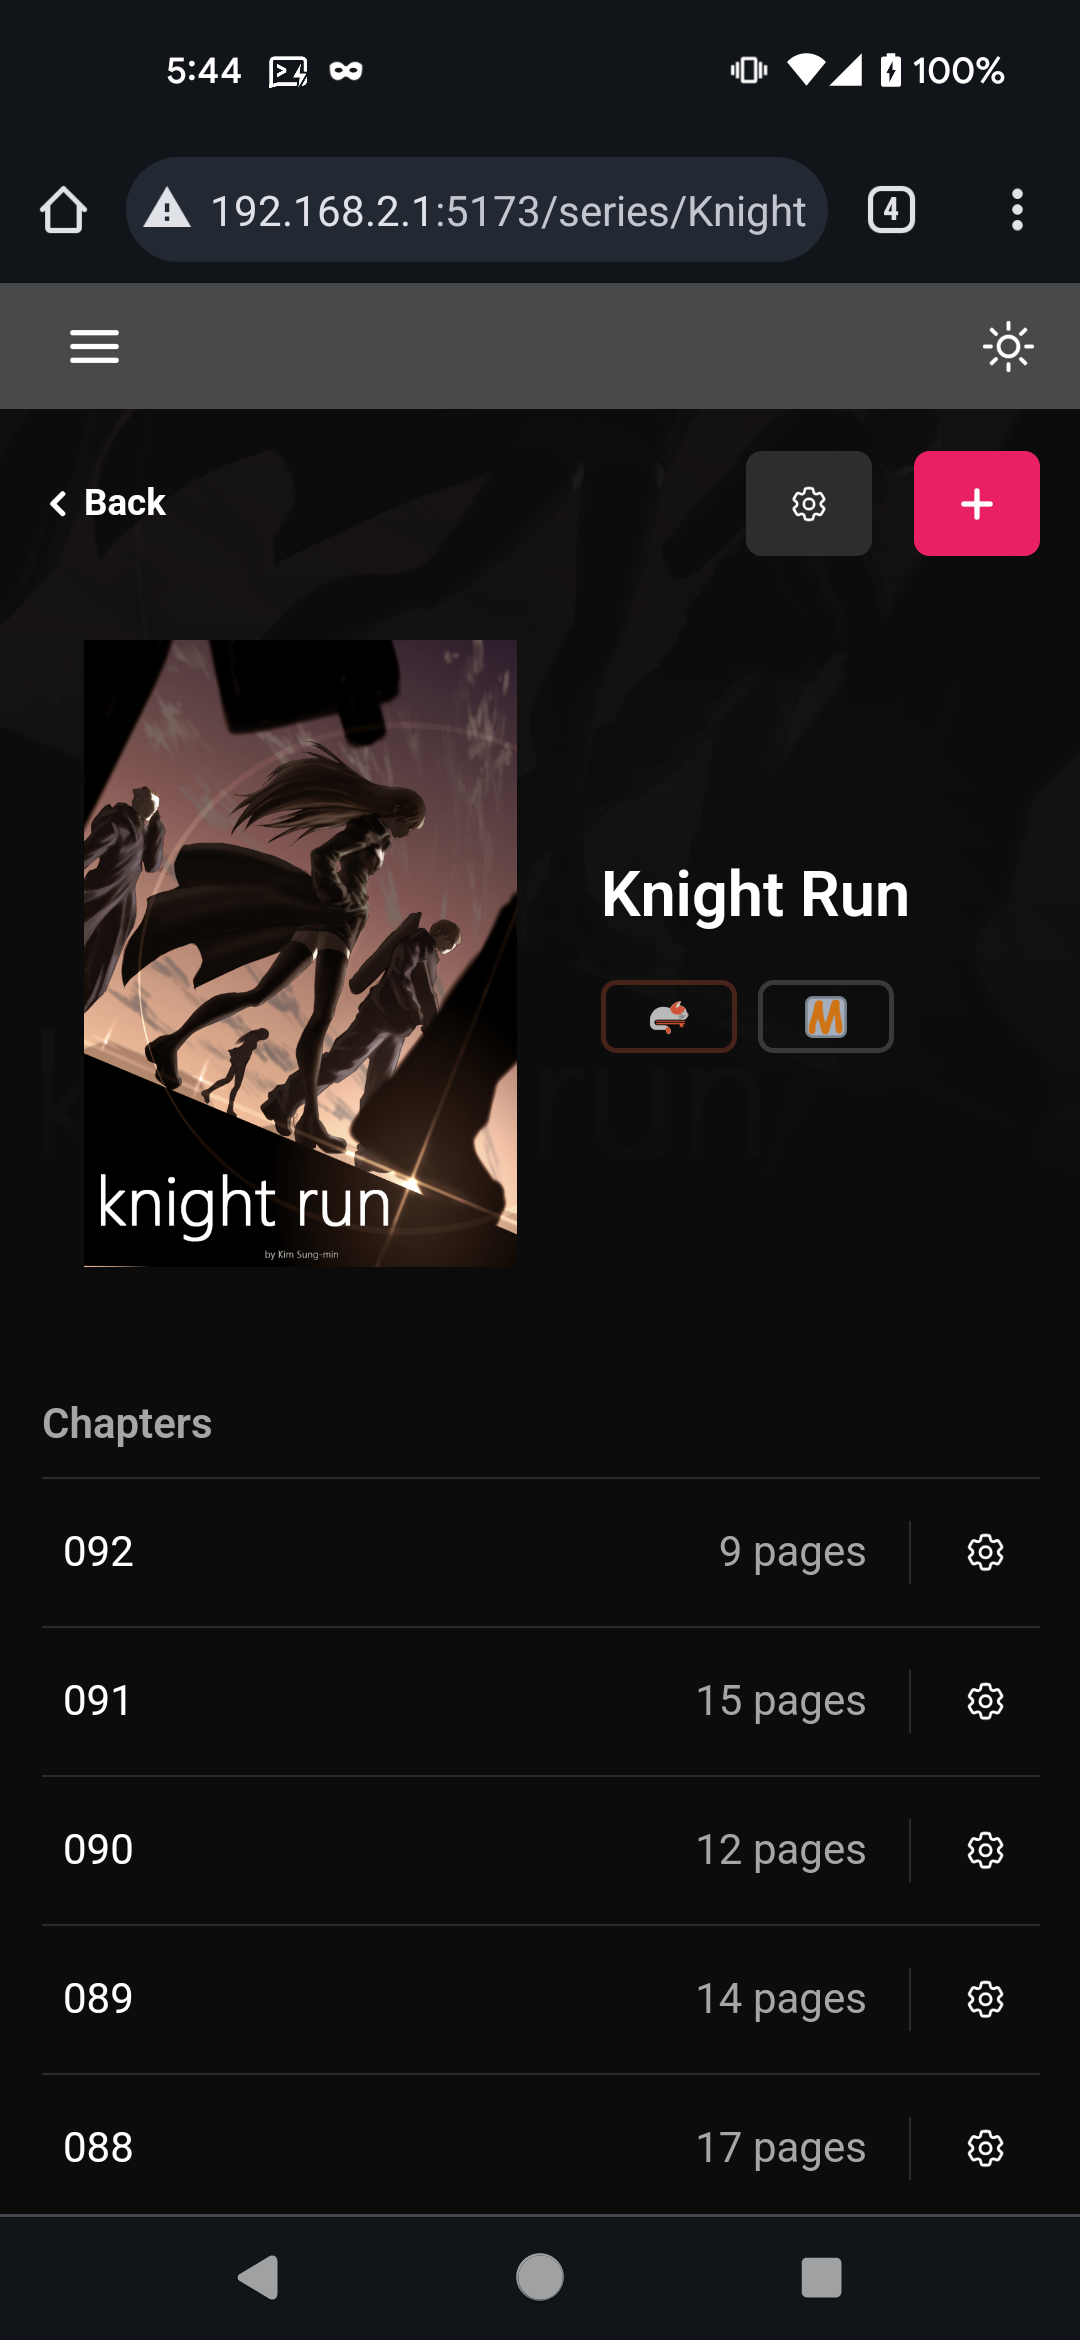 5:44
100%
192.168.2.1:5173/series/Knight
4
Back
Knight Run
knight run
by Kim Sung-min
Chapters
092
9 pages
091
15 pages
090
12 pages
089
14 pages
088
17 pages